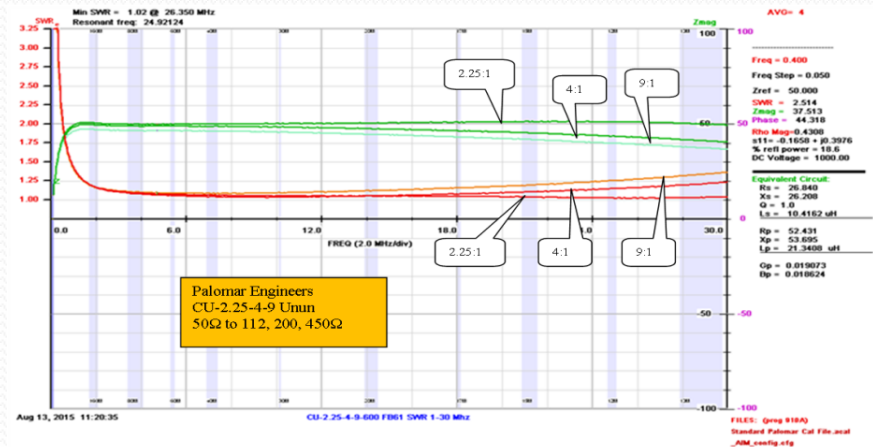 Min SWR = 1.02 @ 26.350 MHz
Resonant freq: 24.92124
AVG= 4
SWR
Zmag
3.25
3.00
2.75
2.50
2.25
2.00
1.75
1.50
1.25
1.00
100
50
0
-50
-100
100
50
0
-50
-100
2.25:1
4:1
9:1
2.25:1
4:1
9:1
0.0
6.0
12.0
18.0
30.0
FREQ (2.0 MHz/div)
Palomar Engineers
CU-2.25-4-9 Unun
50Ω to 112, 200, 450Ω
Freq = 0.400
Freq Step = 0.050
Zref = 50.000
SWR = 2.514
Zmag = 37.513
Phase = 44.318
Rho Mag=0.4308
s11= -0.1658 + j0.3976
% refl power = 18.6
DC Voltage = 1000.00
Equivalent Circuit:
Rs = 26.840
Xs = 26.208
Q = 1.0
Ls = 10.4162 uH
Rp = 52.431
Xp = 53.695
Lp = 21.3408 uH
Gp = 0.019073
Bp = 0.018624
Aug 13, 2015 11:20:35
CU-2.25-4-9-600 FB61 SWR 1-30 Mhz
FILES: (prog 810A)
Standard Palomar Cal File.acal
_AIM_config.cfg